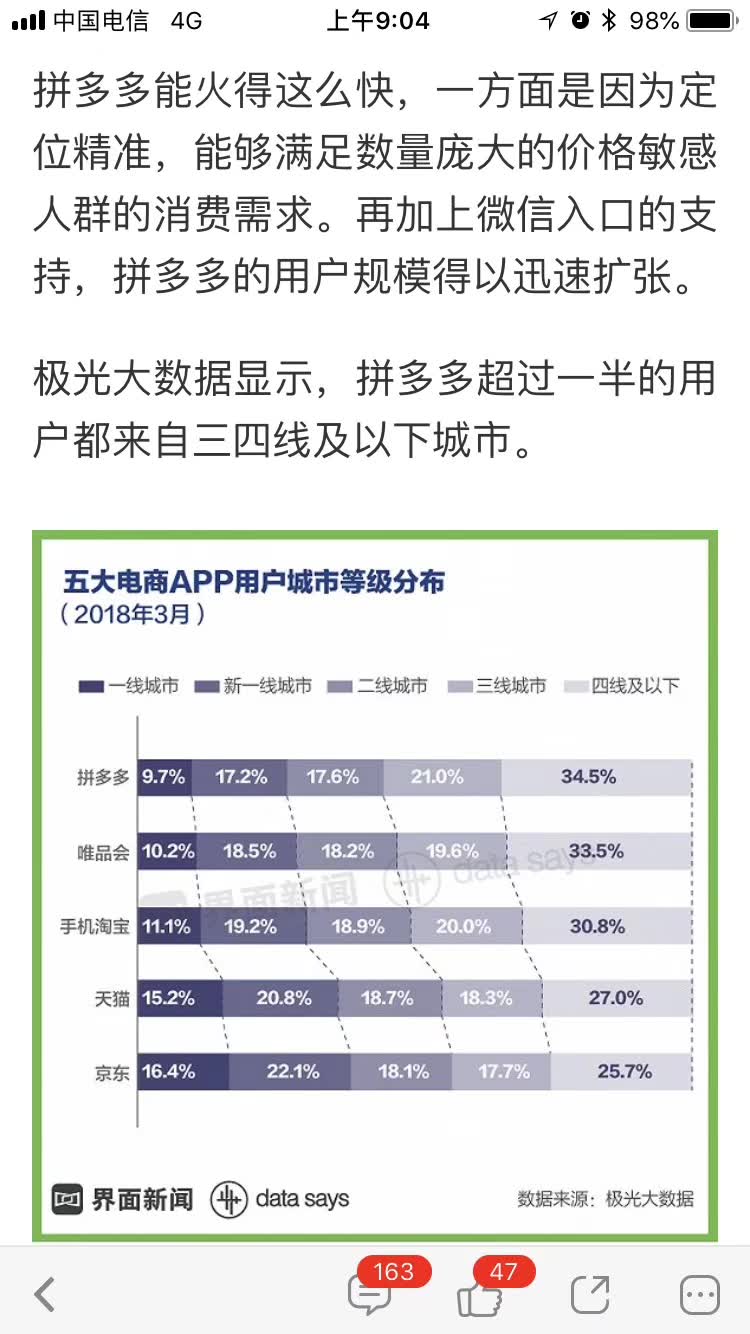 中国电信 4G 上午9:04 98%
拼多多能火得这么快，一方面是因为定
位精准，能够满足数量庞大的价格敏感
人群的消费需求。再加上微信入口的支
持，拼多多的用户规模得以迅速扩张。
极光大数据显示，拼多多超过一半的用
户都来自三四线及以下城市。
五大电商APP用户城市等级分布
（2018年3月）
一线城市 新一线城市 二线城市 三线城市 四线及以下
拼多多 9.7% 17.2% 17.6% 21.0% 34.5%
唯品会 10.2% 18.5% 18.2% 19.6% 33.5%
界面新闻 data says
手机淘宝 11.1% 19.2% 18.9% 20.0% 30.8%
天猫 15.2% 20.8% 18.7% 18.3% 27.0%
京东 16.4% 22.1% 18.1% 17.7% 25.7%
界面新闻 data says 数据来源：极光大数据
163 47